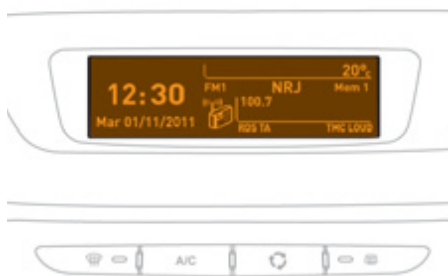 20°c
12:30
FM1 NRJ Mem 1
100.7
Mar 01/11/2011
RDS TA TMC LOUD
A/C